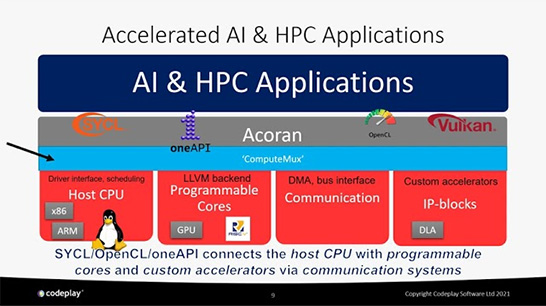 Accelerated AI & HPC Applications
AI & HPC Applications
SYCL
oneAPI
Acoran
OpenCL
Vulkan
'ComputeMux'
Driver interface, scheduling
Host CPU
x86
ARM
LLVM backend
Programmable
Cores
GPU
RISC-V
DMA, bus interface
Communication
Custom accelerators
IP-blocks
DLA
SYCL/OpenCL/oneAPI connects the host CPU with programmable
cores and custom accelerators via communication systems
codeplay
9
Copyright Codeplay Software Ltd 2021